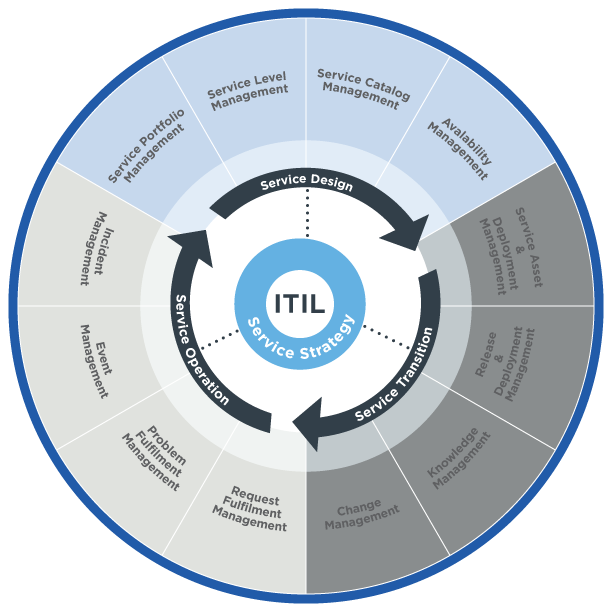 Service Level
Management
Service Catalog
Management
Avalability
Management
Service Portfolio
Management
Service Asset
&
Deployment
Management
Incident
Management
Release
&
Deployment
Management
Event
Management
Knowledge
Management
Problem
Fulfilment
Management
Change
Management
Request
Fulfilment
Management
Service Design
Service Transition
Service Operation
ITIL
Service Strategy